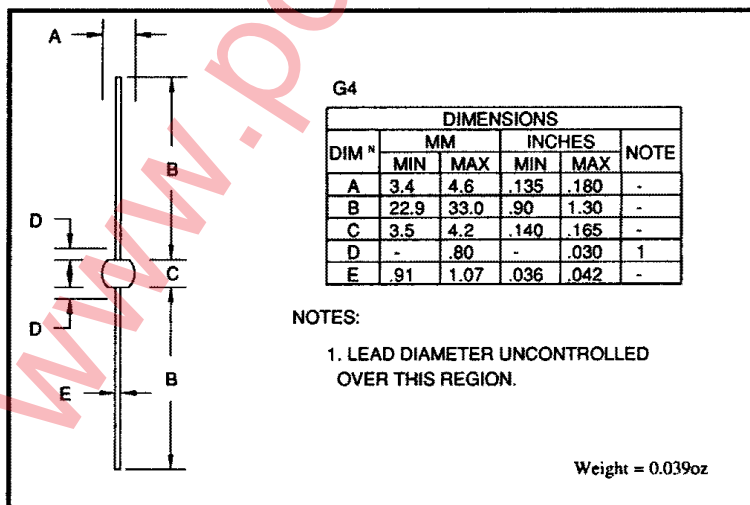 A
G4
DIMENSIONS
DIM N MM INCHES NOTE
MIN MAX MIN MAX
A 3.4 4.6 .135 .180 -
B 22.9 33.0 .90 1.30 -
C 3.5 4.2 .140 .165 -
D - .80 - .030 1
E .91 1.07 .036 .042 -
B
D
C
D
B
E
NOTES:
1. LEAD DIAMETER UNCONTROLLED
OVER THIS REGION.
Weight = 0.039oz
www.po